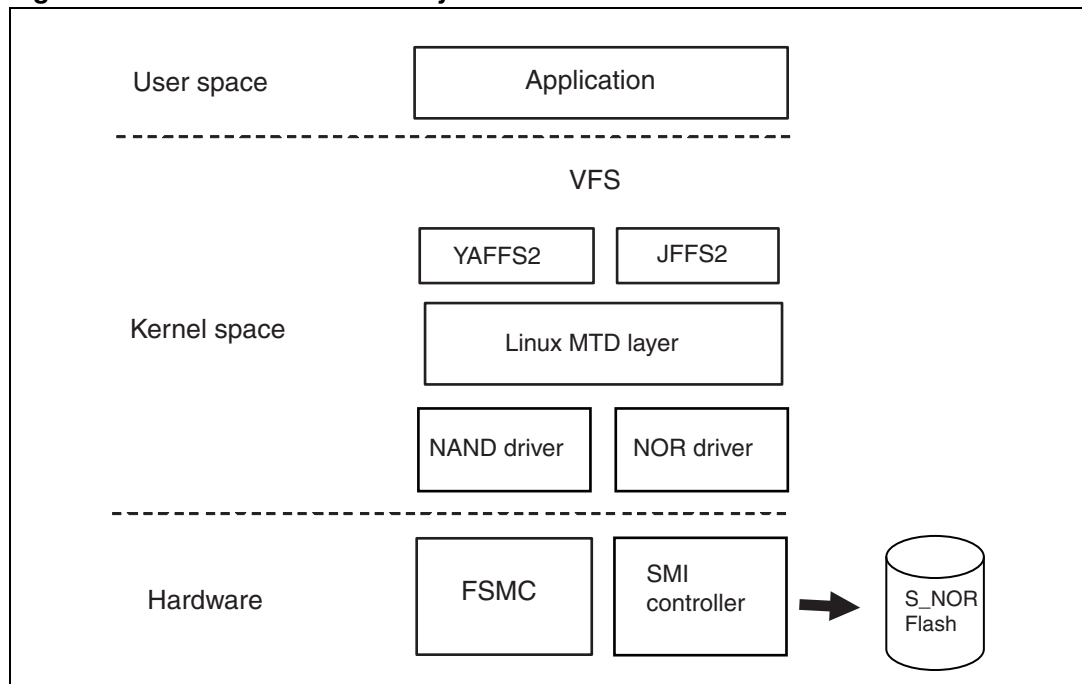 User space
Application
VFS
YAFFS2
JFFS2
Kernel space
Linux MTD layer
NAND driver
NOR driver
Hardware
FSMC
SMI
controller
S_NOR
Flash